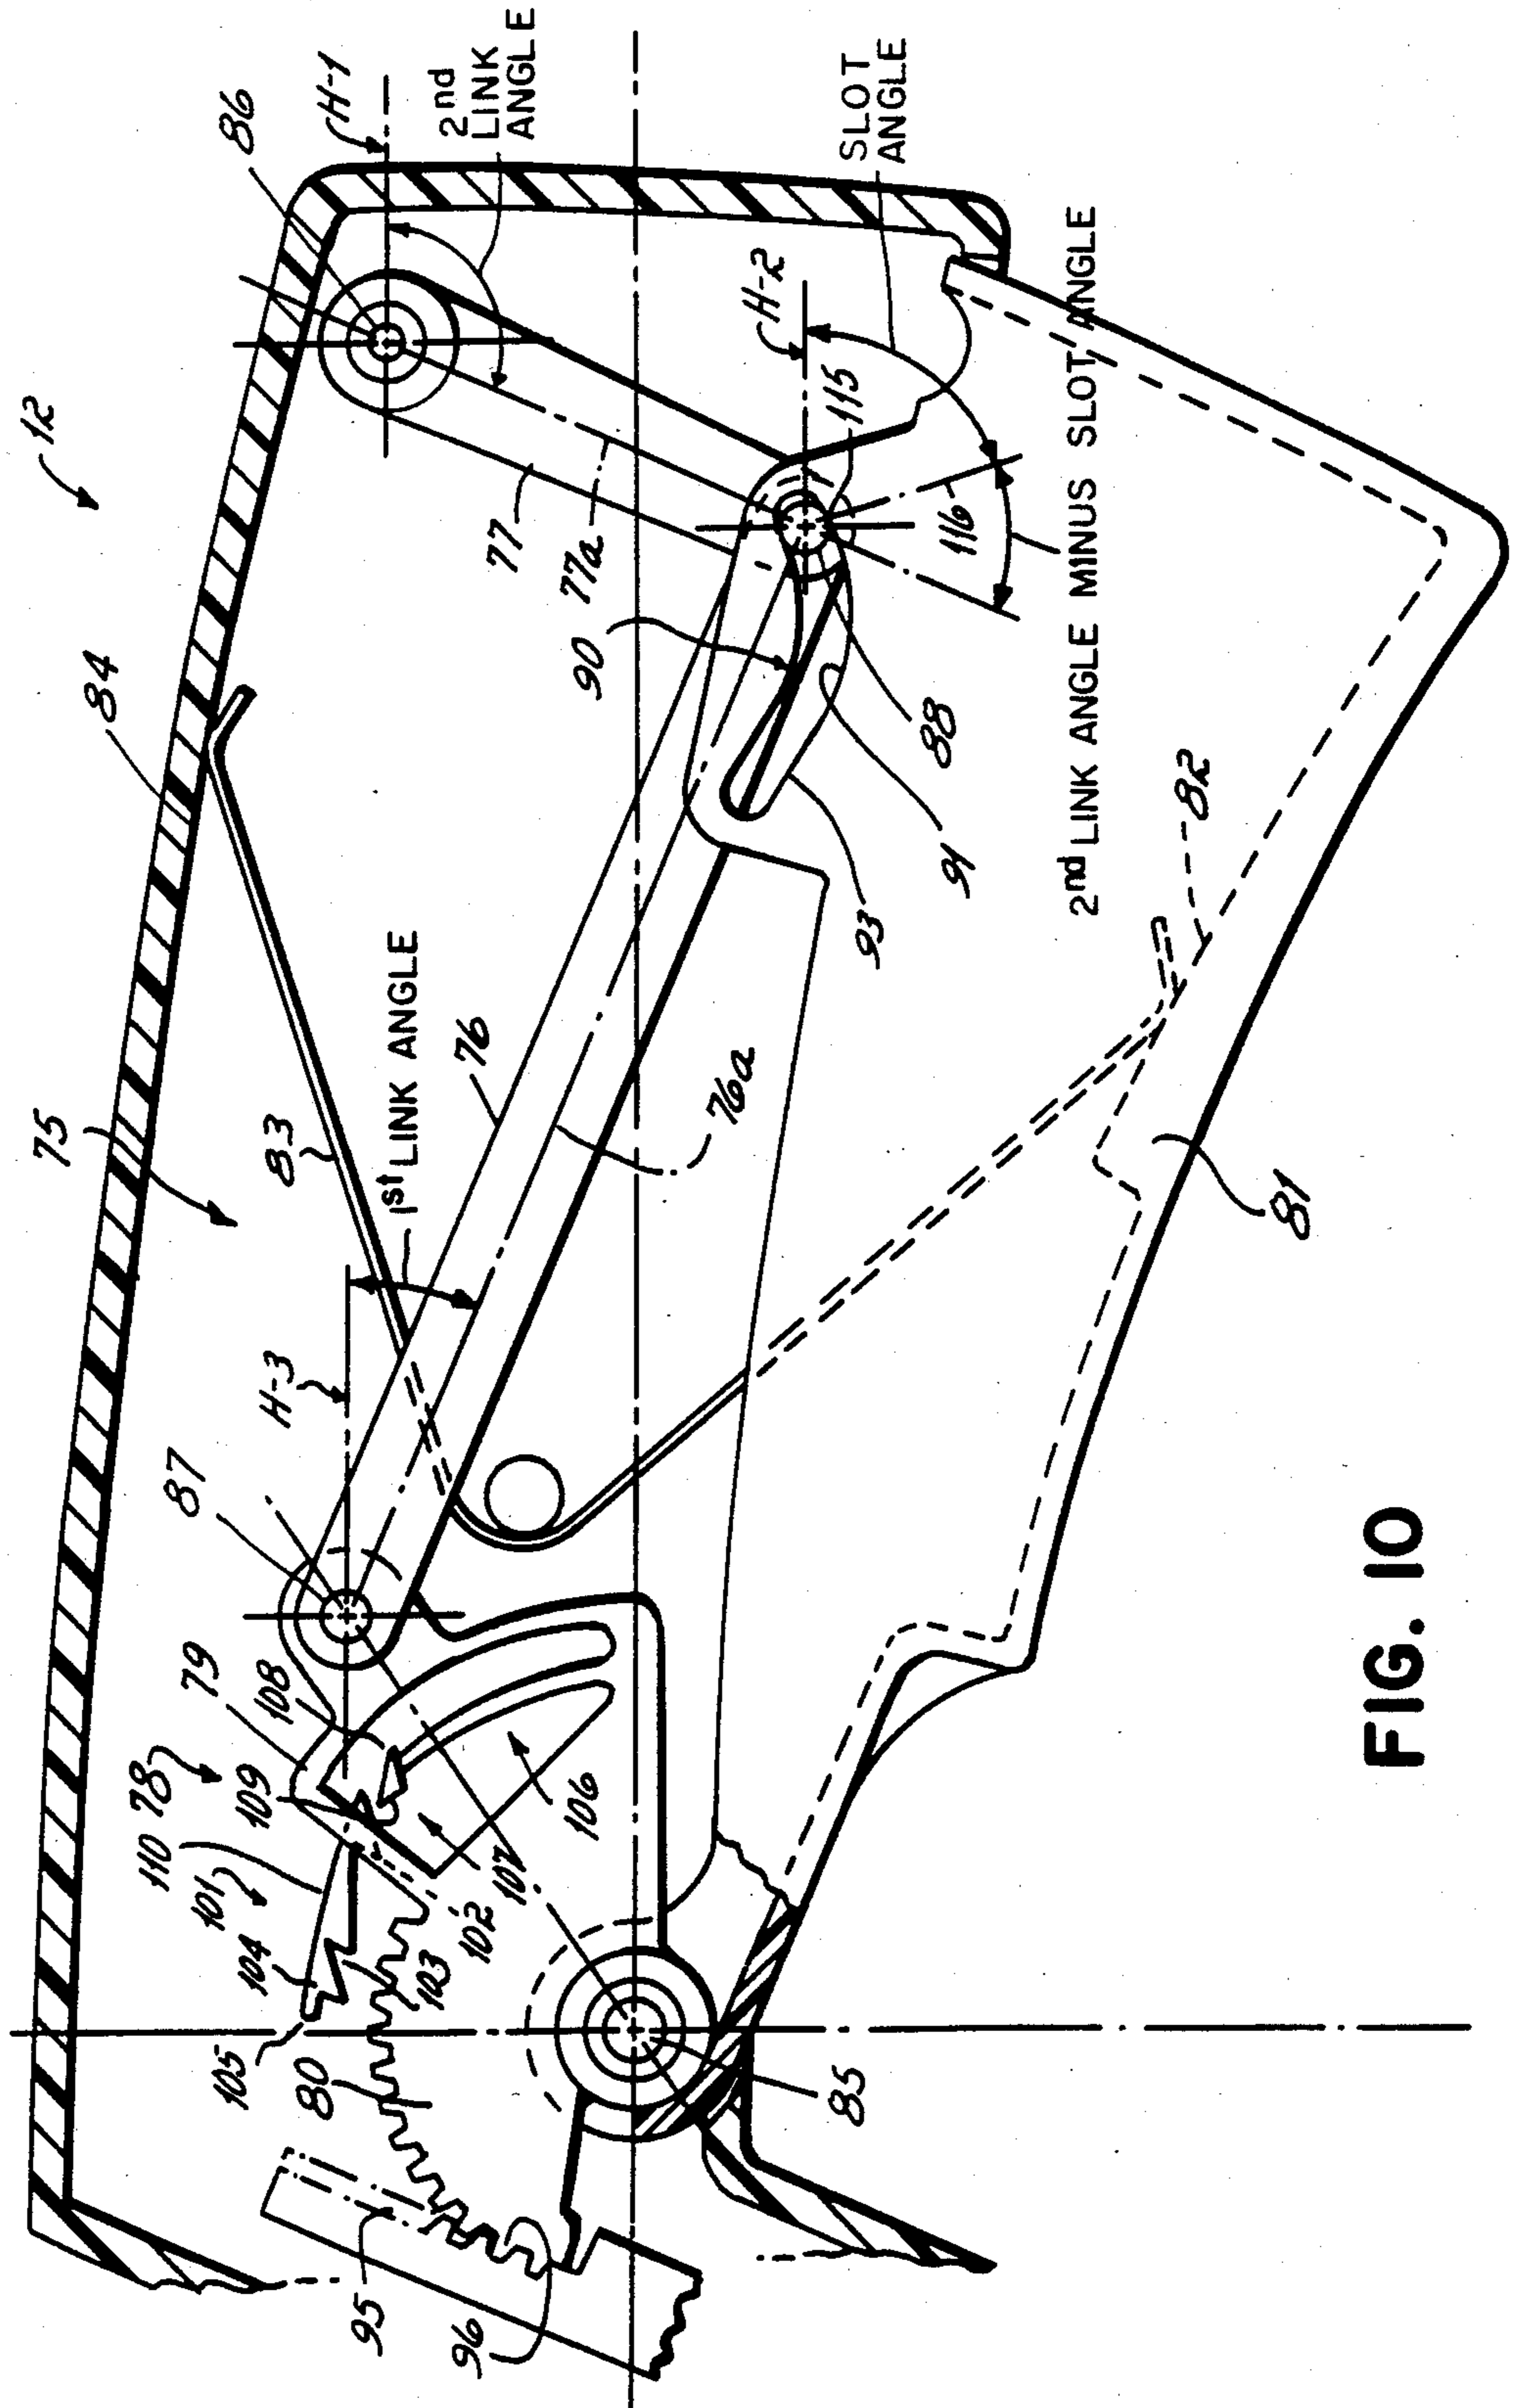 12
86
H-1
2nd
LINK
ANGLE
84
75
83
H-3
87
1st LINK ANGLE
76
76a
77
77a
90
H-2
SLOT
ANGLE
115
116
88
91
93
2nd LINK ANGLE MINUS SLOT ANGLE
82
81
79
108
78
109
110
101
104
105
80
103
102
107
106
85
95
96
FIG. 10